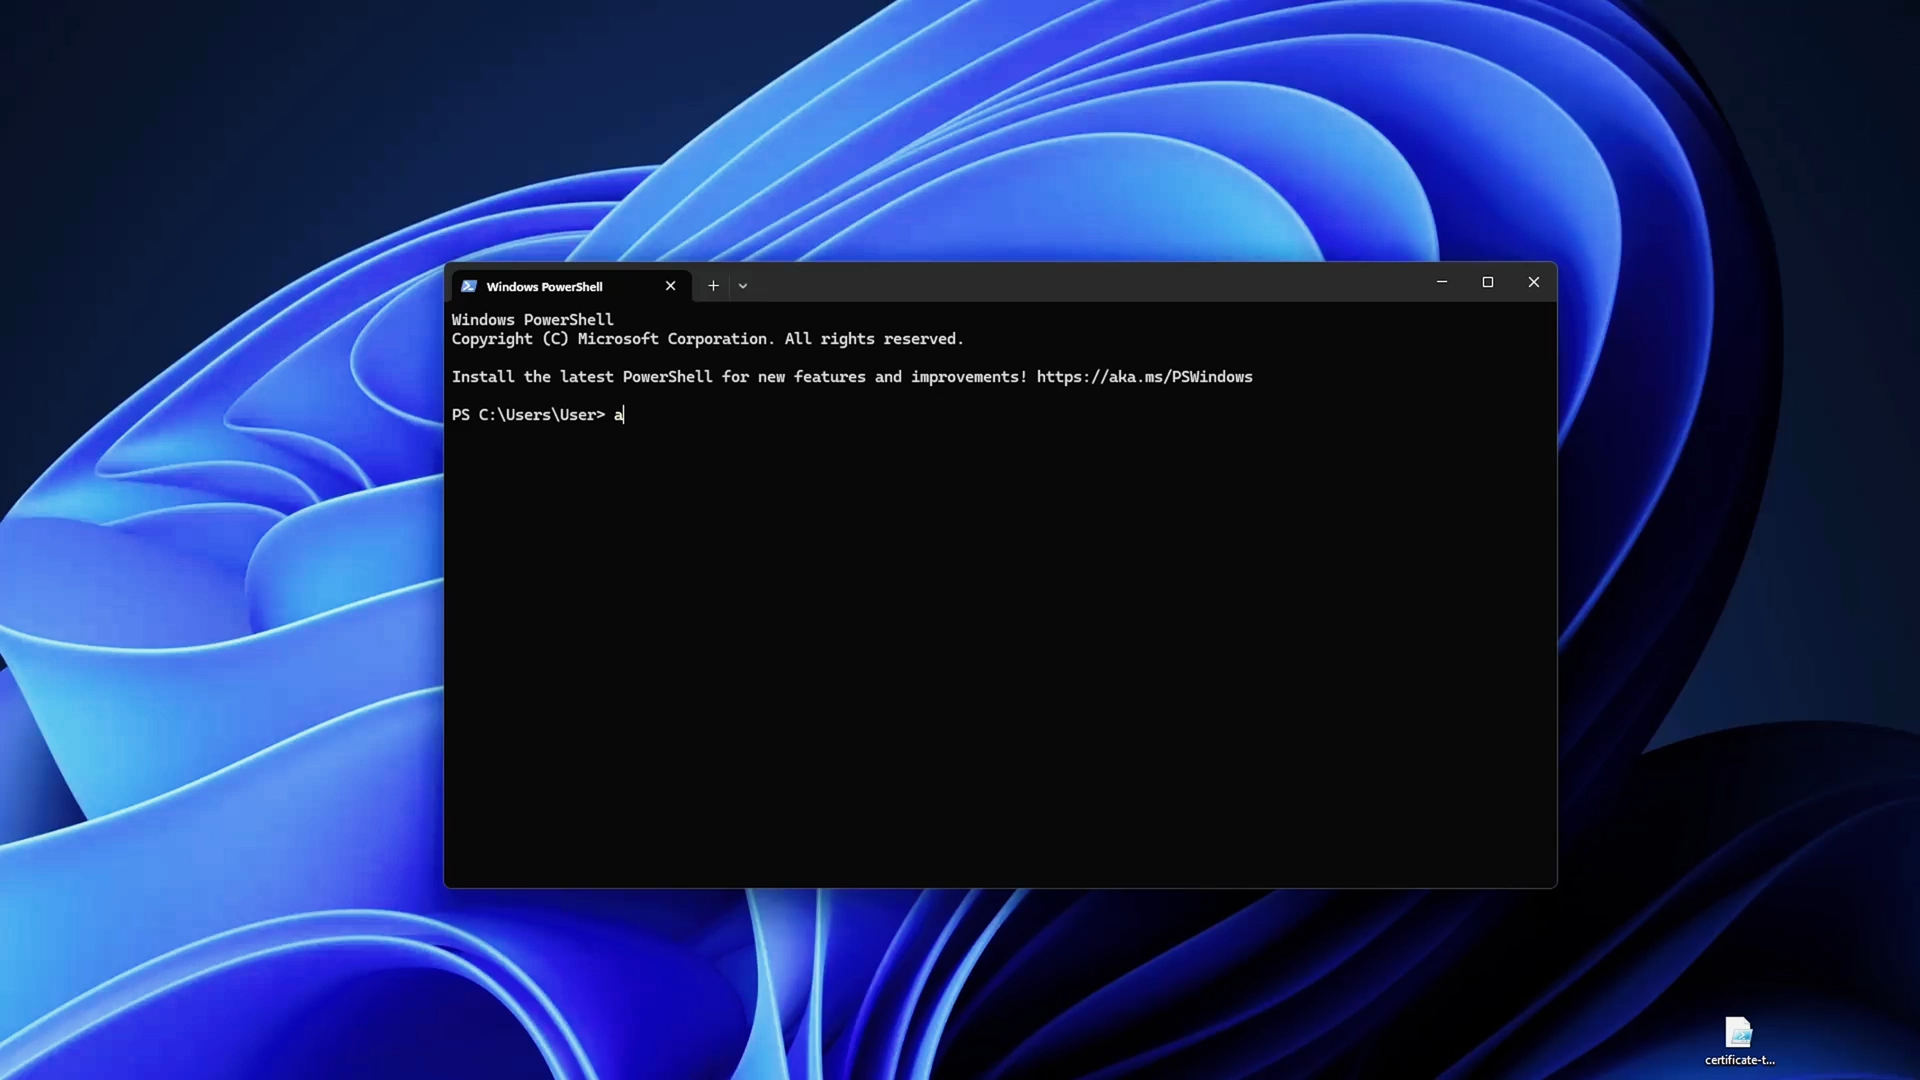 Windows PowerShell
Windows PowerShell
Copyright (C) Microsoft Corporation. All rights reserved.
Install the latest PowerShell for new features and improvements! https://aka.ms/PSWindows
PS C:\Users\User> a
certificate-t...